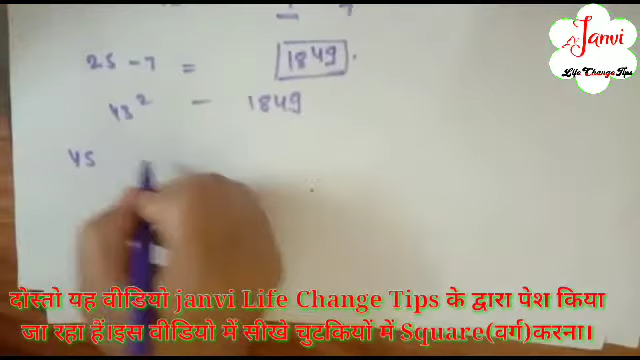 7
25 - 7 = 1849.
43² - 1849
45
Janvi
Life Change Tips
दोस्तो यह वीडियो janvi Life Change Tips के द्वारा पेश किया
जा रहा हैं।इस वीडियो में सीखे चुटकियों में Square(वर्ग)करना।